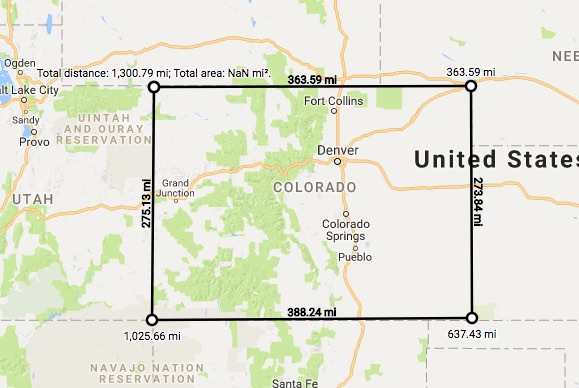 NEE
Ogden
Total distance: 1,300.79 mi; Total area: NaN mi².
363.59 mi
363.59 mi
alt Lake City
Fort Collins
Sandy
UINTAH
AND OURAY
RESERVATION
Provo
Denver
United States
Grand
Junction
COLORADO
UTAH
275.13 mi
273.84 mi
Colorado
Springs
Pueblo
388.24 mi
1,025.66 mi
637.43 mi
NAVAJO NATION
RESERVATION
Santa Fe